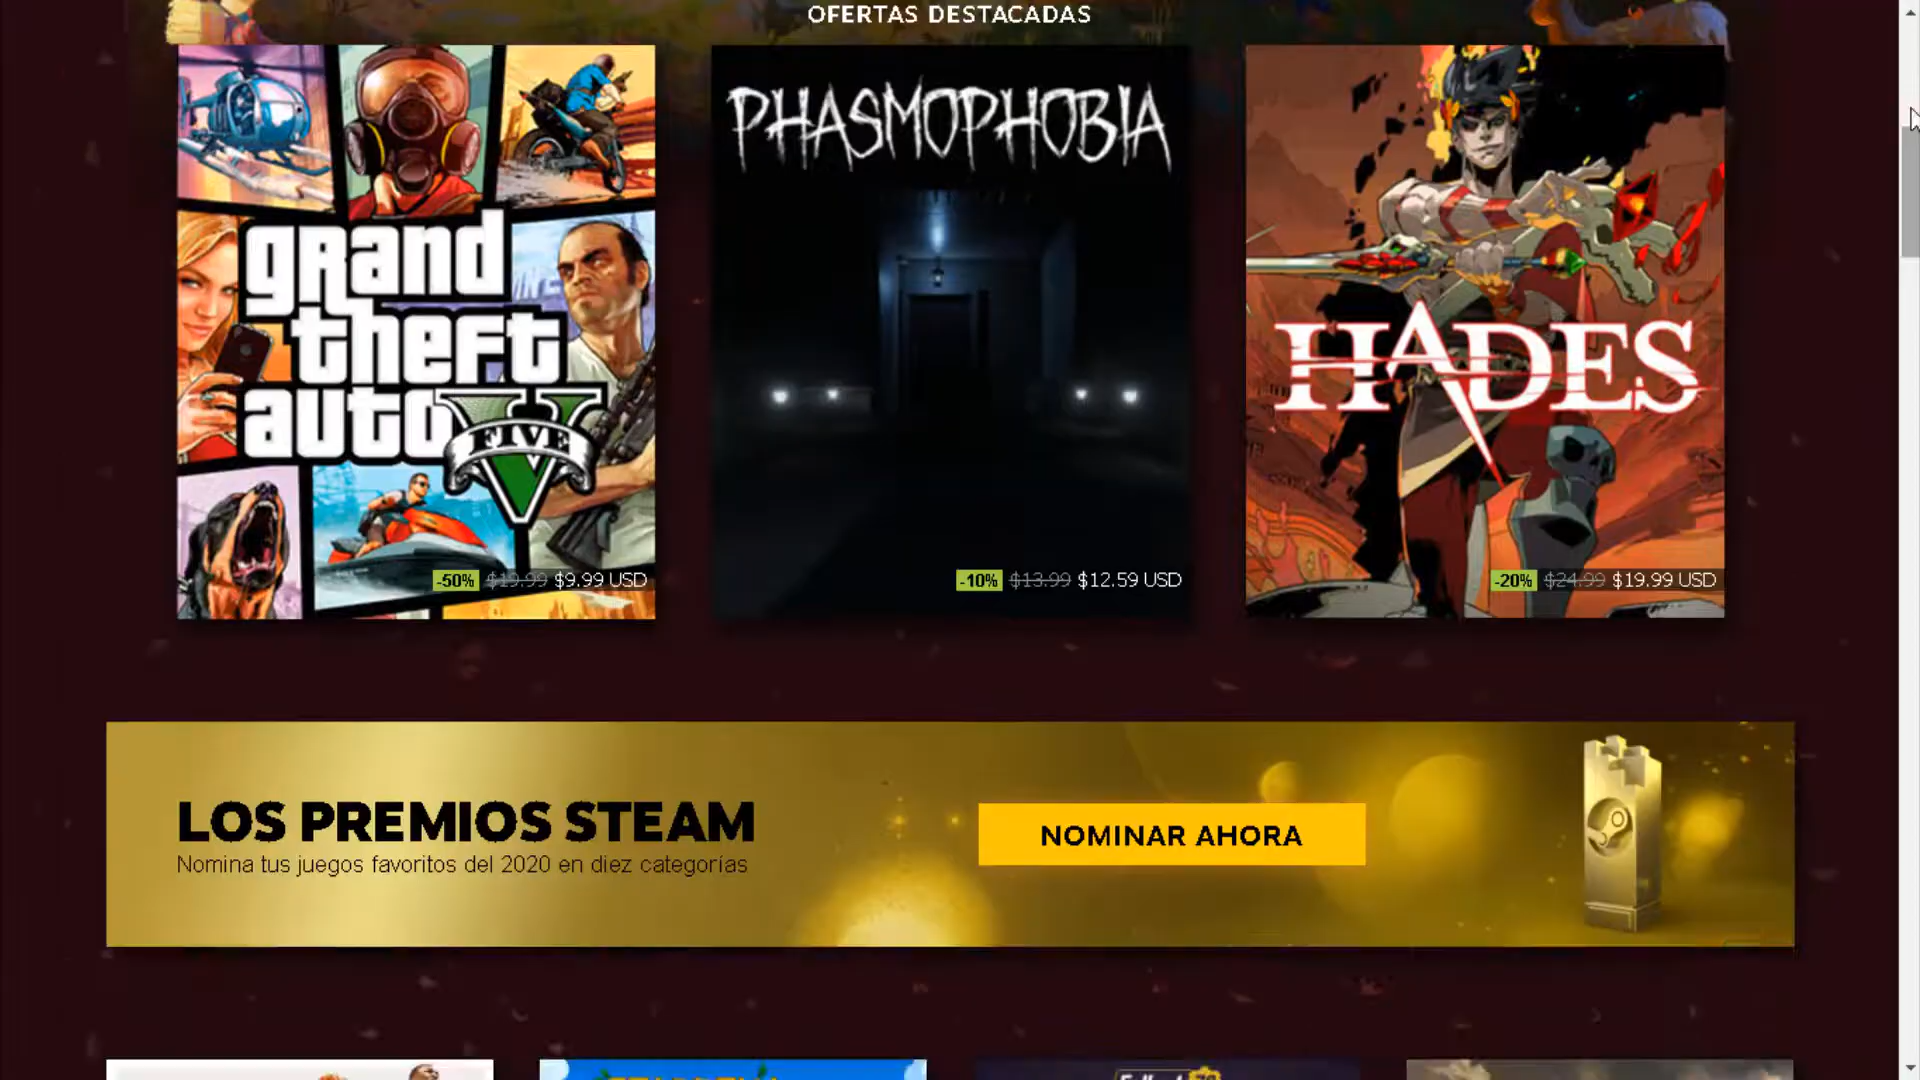 OFERTAS DESTACADAS
grand
theft
auto
FIVE
-50% $19.99 $9.99 USD
PHASMOPHOBIA
-10% $13.99 $12.59 USD
HADES
-20% $24.99 $19.99 USD
LOS PREMIOS STEAM
Nomina tus juegos favoritos del 2020 en diez categorías
NOMINAR AHORA